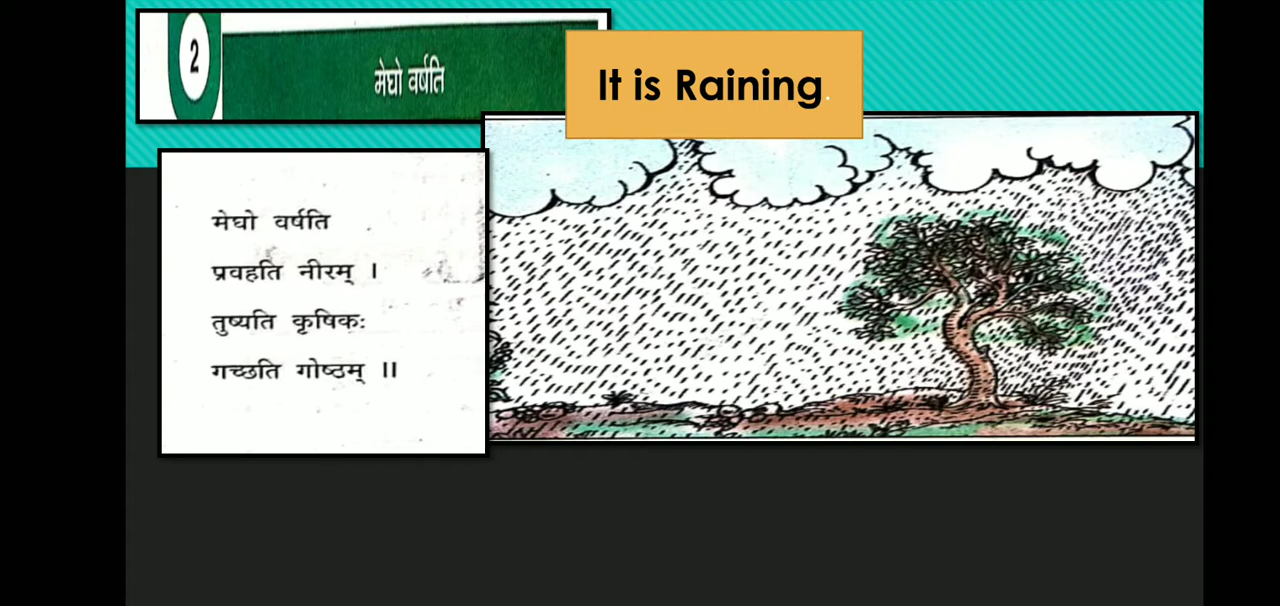 2
मेघो वर्षति
It is Raining.
मेघो वर्षति
प्रवहति नीरम् ।
तुष्यति कृषिकः
गच्छति गोष्ठम् ॥